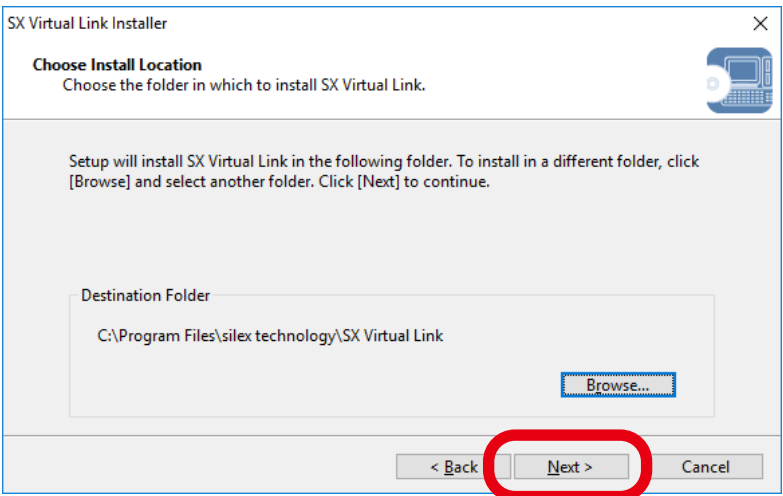 SX Virtual Link Installer
Choose Install Location
Choose the folder in which to install SX Virtual Link.
Setup will install SX Virtual Link in the following folder. To install in a different folder, click
[Browse] and select another folder. Click [Next] to continue.
Destination Folder
C:\Program Files\silex technology\SX Virtual Link
Browse...
< Back
Next >
Cancel